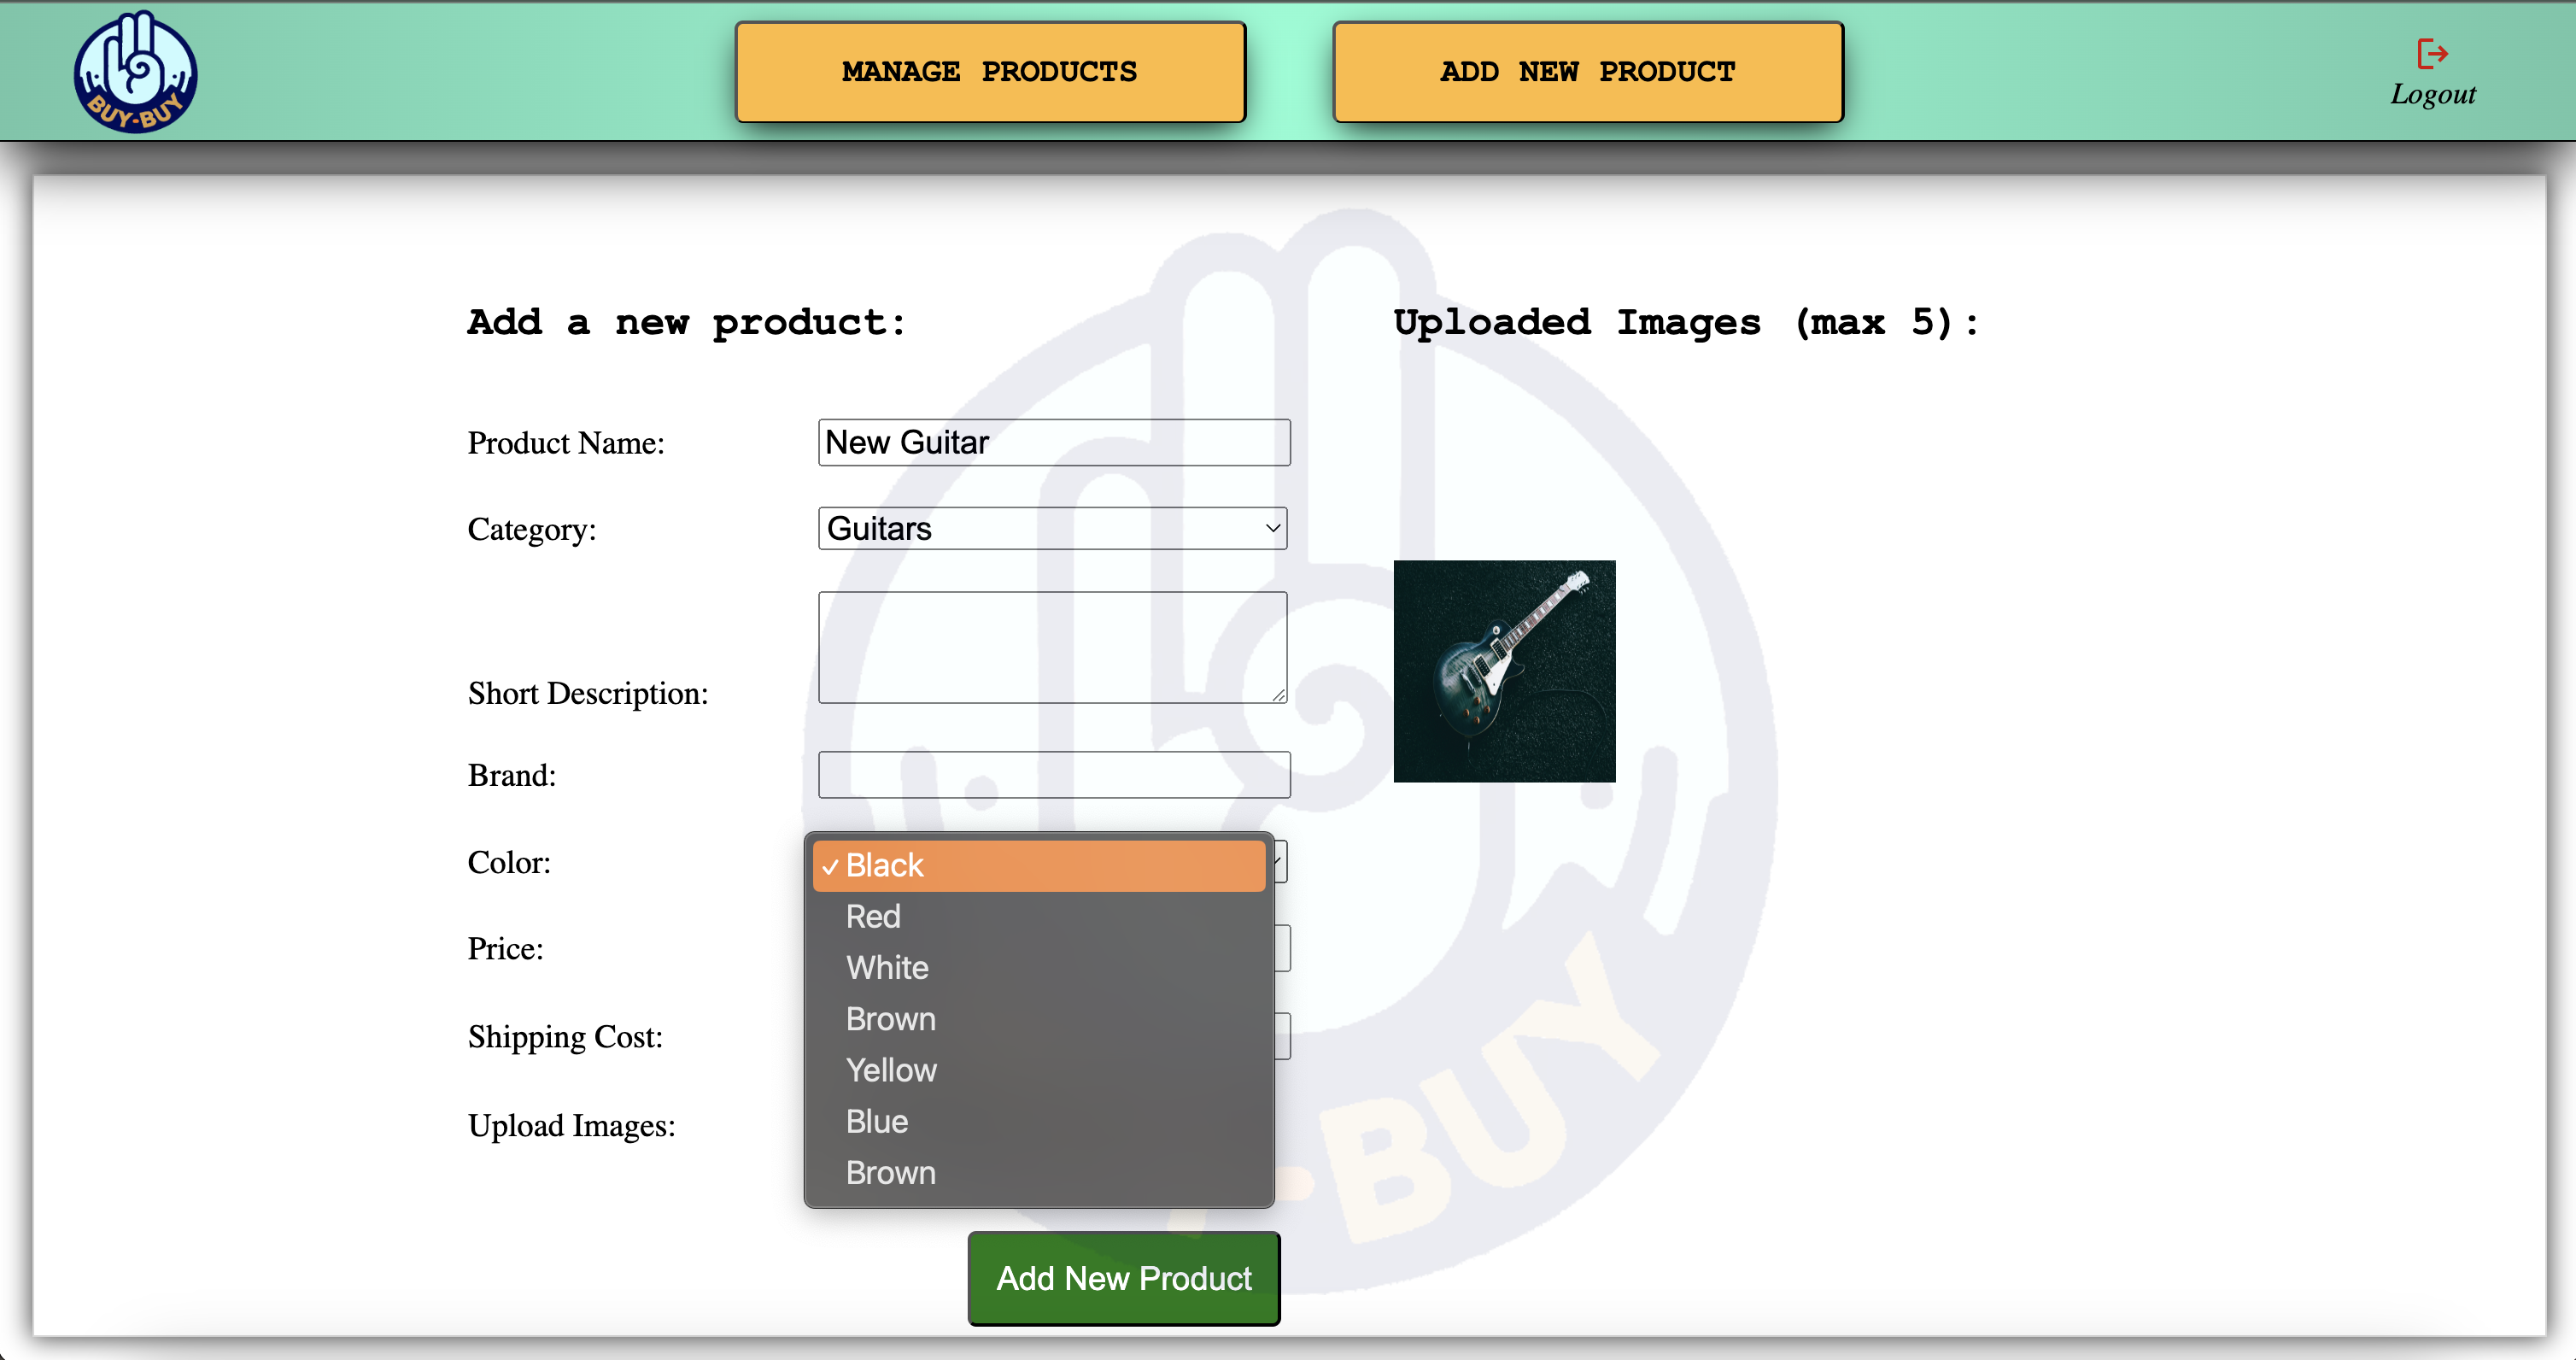 BUY-BUY
MANAGE PRODUCTS
ADD NEW PRODUCT
Logout
Add a new product:
Uploaded Images (max 5):
Product Name:
New Guitar
Category:
Guitars
Short Description:
Brand:
Color:
Black
Red
White
Brown
Yellow
Blue
Brown
Price:
Shipping Cost:
Upload Images:
-BUY
Add New Product